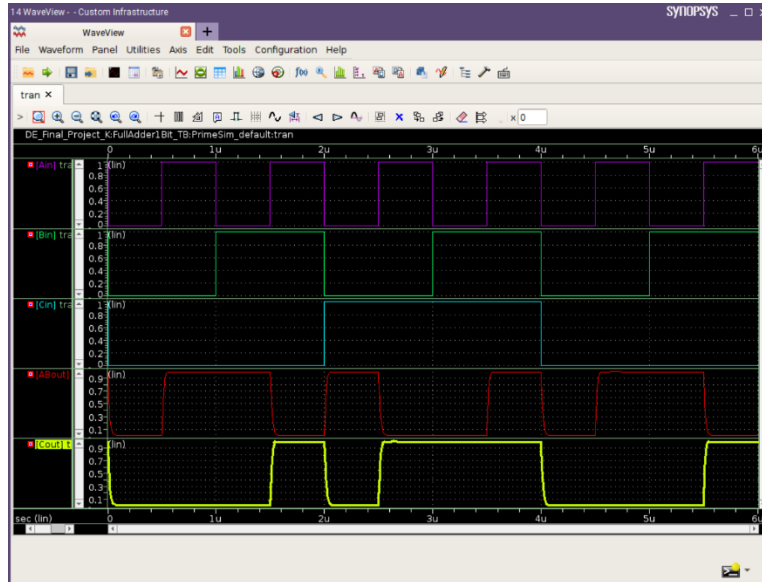 14 WaveView - - Custom Infrastructure
SYNOPSYS
WaveView
File Waveform Panel Utilities Axis Edit Tools Configuration Help
f(x)
tran
x 0
DE_Final_Project_K:FullAdder1Bit_TB:PrimeSim_default:tran
0 1u 2u 3u 4u 5u 6u
[Ain] tra
1 (lin)
0.8
0.6
0.4
0.2
0
[Bin] tra
1 (lin)
0.8
0.6
0.4
0.2
0
[Cin] tra
1 (lin)
0.8
0.6
0.4
0.2
0
[ABout]
(lin)
0.9
0.7
0.5
0.3
0.1
[Cout] t
(lin)
0.9
0.7
0.5
0.3
0.1
sec (lin)
0 1u 2u 3u 4u 5u 6u